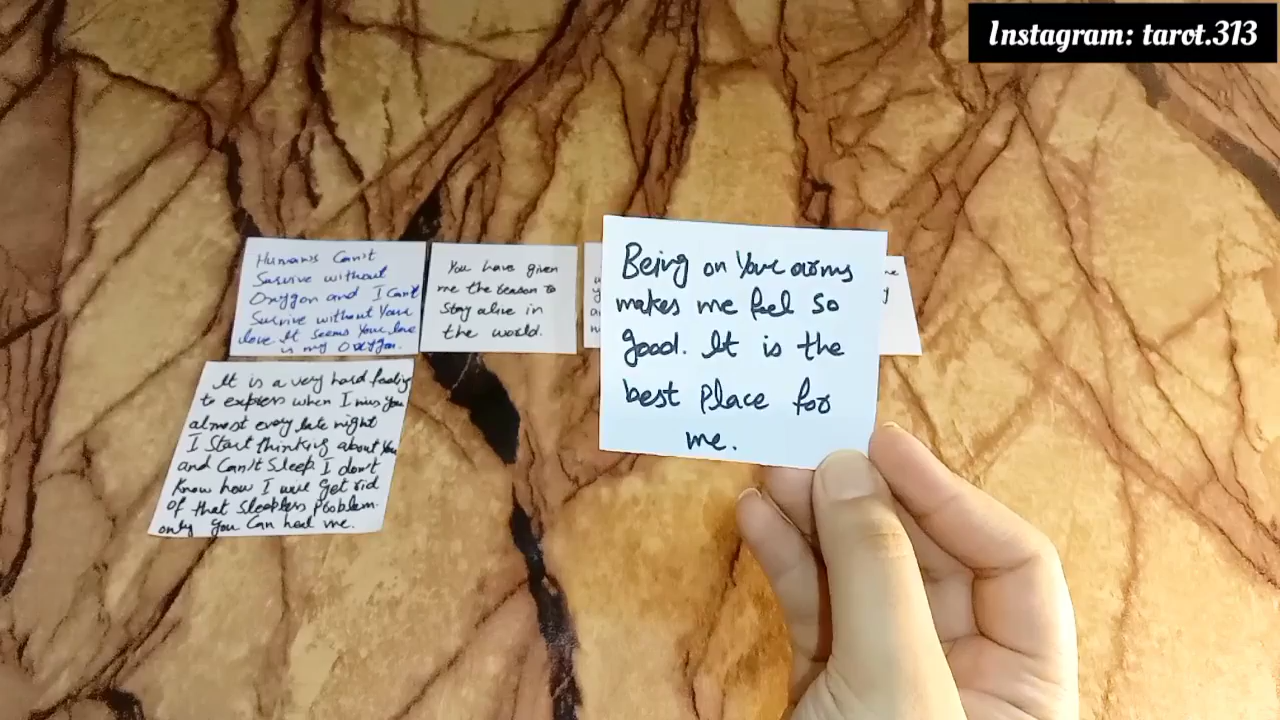 Instagram: tarot.313
Humans Can't
Survive without
Oxygen and I Can't
Survive without Your
love It Seems Your love
is my Oxygen.
You have given
me the reason to
Stay alive in
the world.
Being on Your arms
makes me feel so
good. It is the
best Place for
me.
It is a very hard feeling
to express when I miss you
almost every late night
I Start thinking about You
and Can't Sleep. I don't
Know how I will get rid
of that Sleepless Problem.
only You Can heal me.